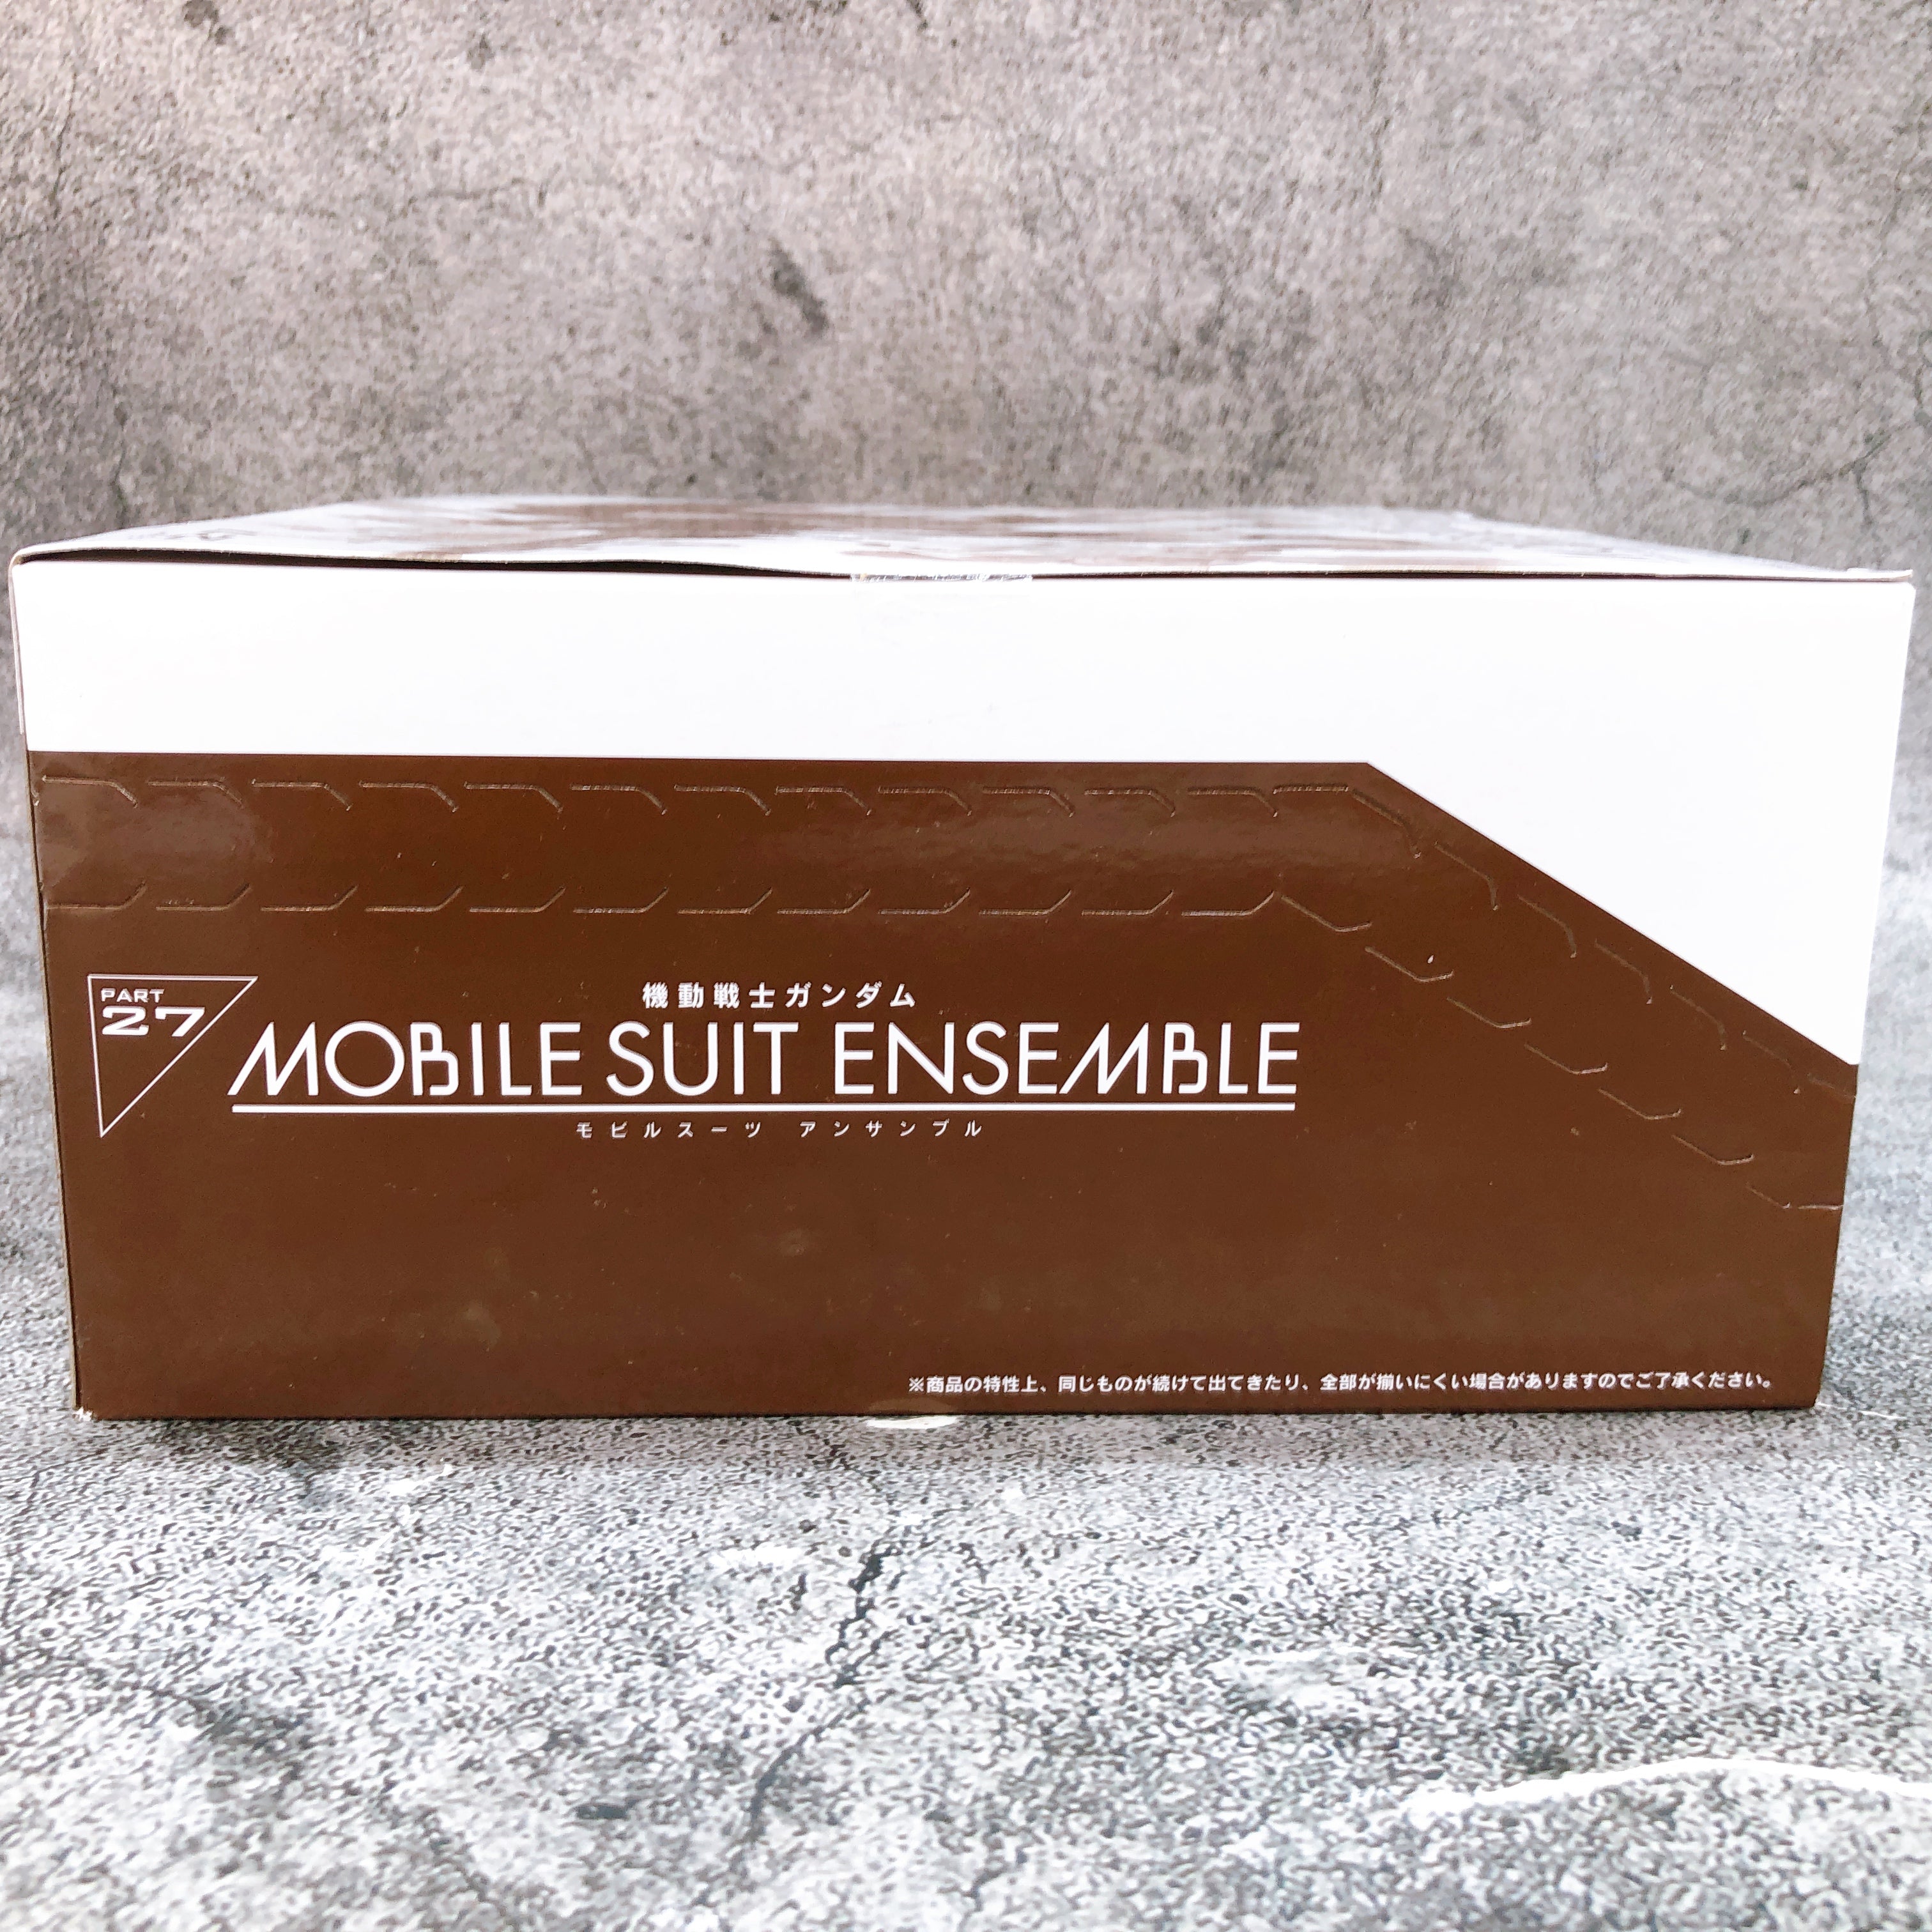 PART
27
機動戦士ガンダム
MOBILE SUIT ENSEMBLE
モビルスーツ アンサンブル
※商品の特性上、同じものが続けて出てきたり、全部が揃いにくい場合がありますのでご了承ください。